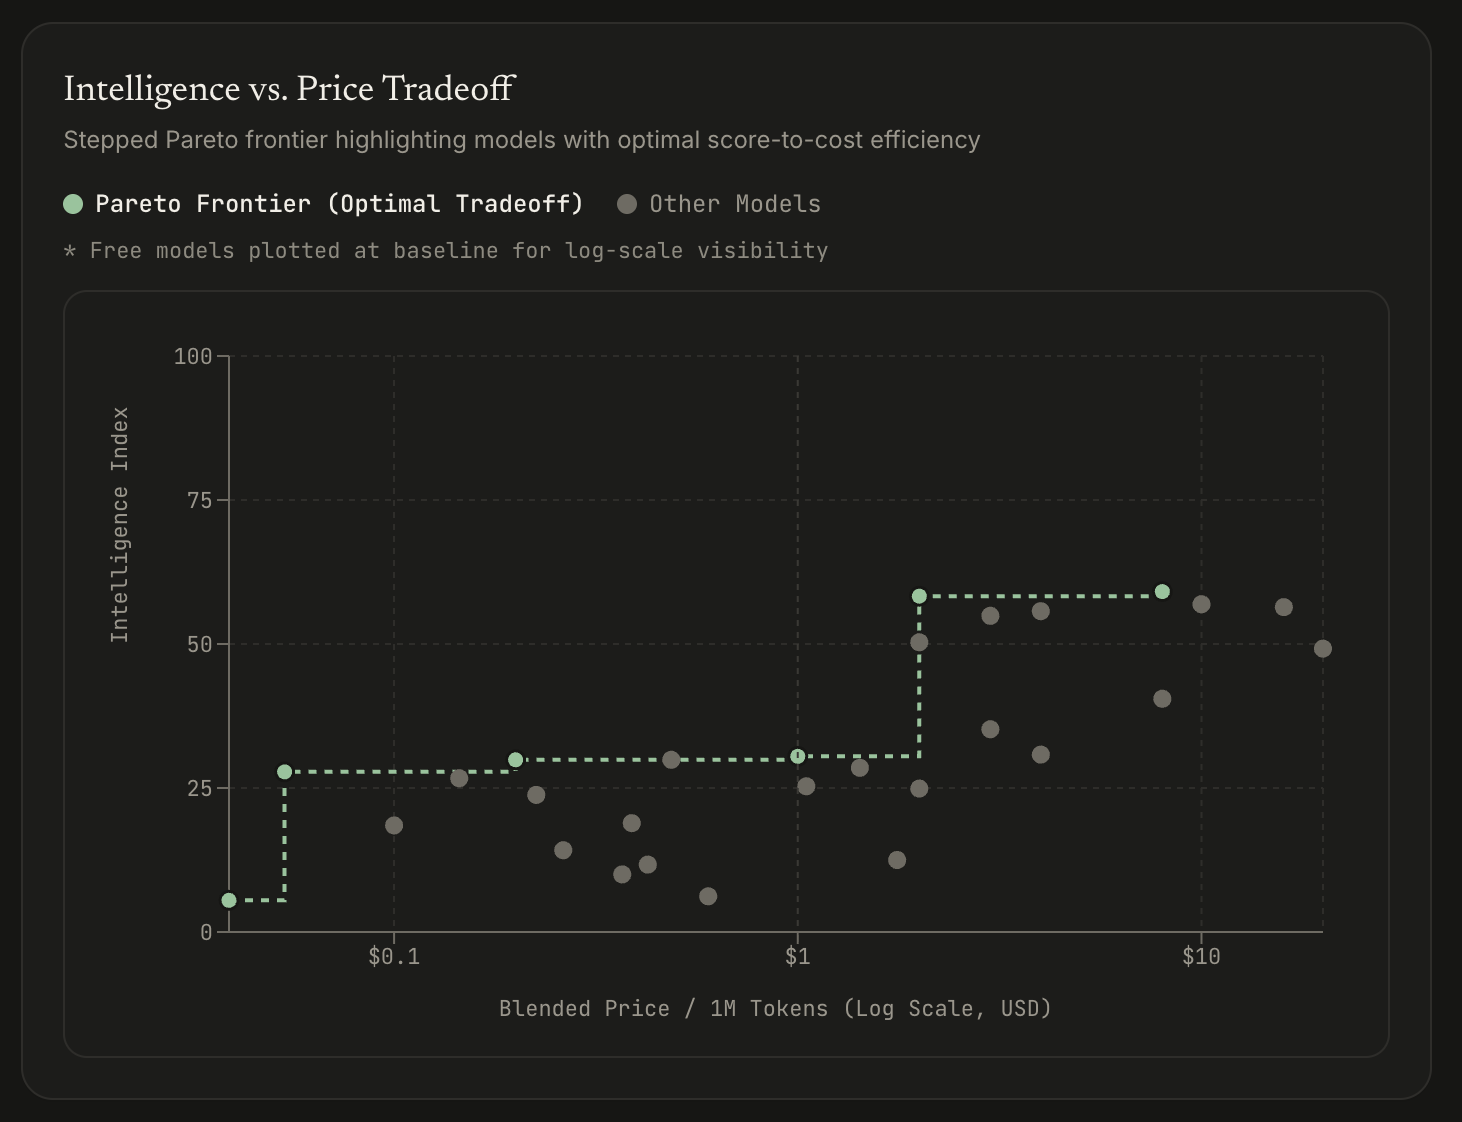 Intelligence vs. Price Tradeoff
Stepped Pareto frontier highlighting models with optimal score-to-cost efficiency
Pareto Frontier (Optimal Tradeoff)
Other Models
* Free models plotted at baseline for log-scale visibility
100
75
50
25
0
Intelligence Index
$0.1
$1
$10
Blended Price / 1M Tokens (Log Scale, USD)